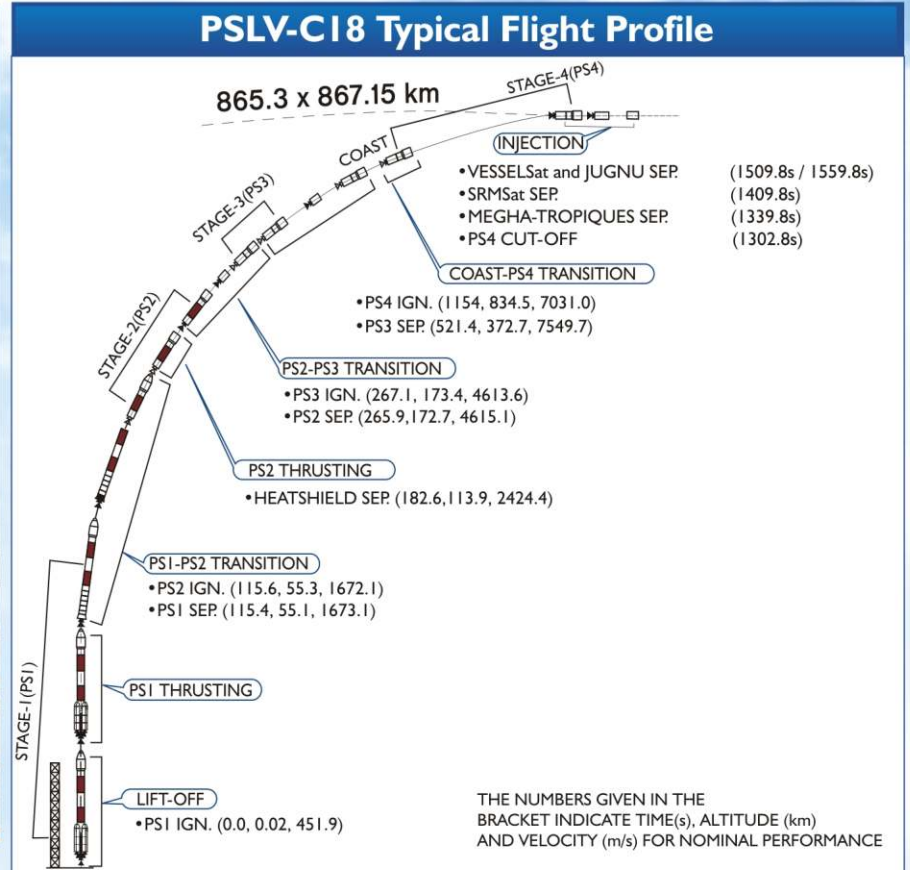 PSLV-C18 Typical Flight Profile
865.3 x 867.15 km
STAGE-4(PS4)
INJECTION
•VESSELSat and JUGNU SEP. (1509.8s / 1559.8s)
•SRMSat SEP. (1409.8s)
•MEGHA-TROPIQUES SEP. (1339.8s)
•PS4 CUT-OFF (1302.8s)
COAST
COAST-PS4 TRANSITION
•PS4 IGN. (1154, 834.5, 7031.0)
•PS3 SEP. (521.4, 372.7, 7549.7)
STAGE-3(PS3)
PS2-PS3 TRANSITION
•PS3 IGN. (267.1, 173.4, 4613.6)
•PS2 SEP. (265.9,172.7, 4615.1)
STAGE-2(PS2)
PS2 THRUSTING
•HEATSHIELD SEP. (182.6,113.9, 2424.4)
PS1-PS2 TRANSITION
•PS2 IGN. (115.6, 55.3, 1672.1)
•PS1 SEP. (115.4, 55.1, 1673.1)
STAGE-1(PS1)
PS1 THRUSTING
LIFT-OFF
•PS1 IGN. (0.0, 0.02, 451.9)
THE NUMBERS GIVEN IN THE
BRACKET INDICATE TIME(s), ALTITUDE (km)
AND VELOCITY (m/s) FOR NOMINAL PERFORMANCE